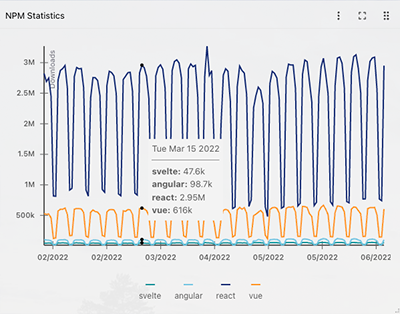 NPM Statistics
Downloads
3M
2.5M
2M
1.5M
1M
500k
Tue Mar 15 2022
svelte: 47.6k
angular: 98.7k
react: 2.95M
vue: 616k
02/2022 02/2022 03/2022 04/2022 05/2022 05/2022 06/2022
svelte angular react vue